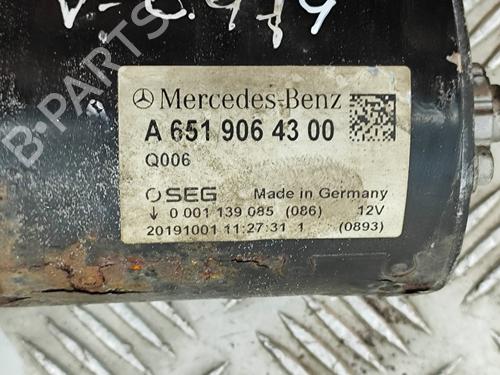 Mercedes-Benz
A 651 906 43 00
Q006
SEG Made in Germany
↓ 0 001 139 085 (086) 12V
20191001 11:27:31 1 (0893)
B-PARTS